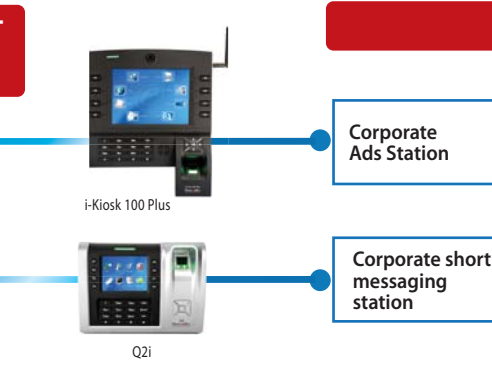 Corporate
Ads Station
i-Kiosk 100 Plus
Corporate short
messaging
station
Q2i